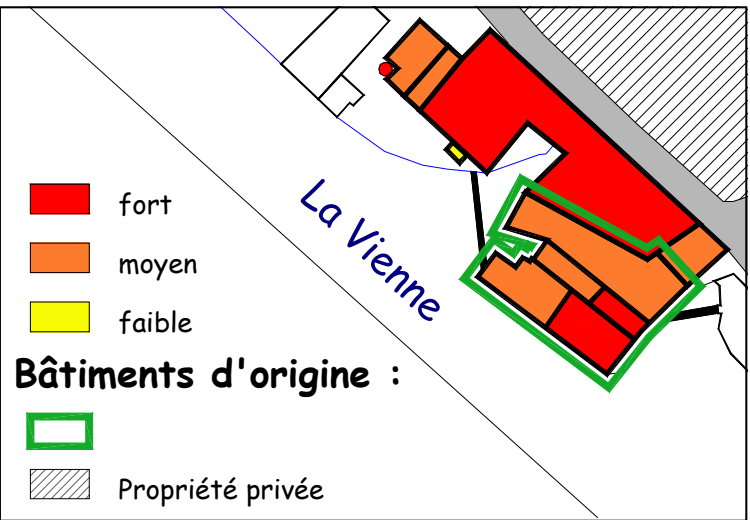 La Vienne
fort
moyen
faible
Bâtiments d'origine :
Propriété privée